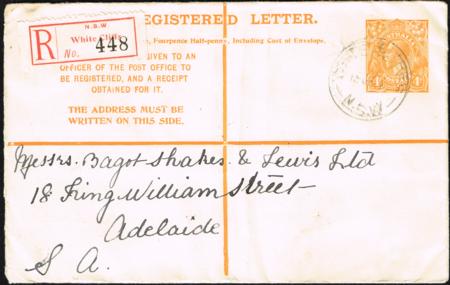 EGISTERED LETTER.
N.S.W.
White Cliffs
R No. 448
Fourpence Half-penny, Including Cost of Envelope.
GIVEN TO AN
OFFICER OF THE POST OFFICE TO
BE REGISTERED, AND A RECEIPT
OBTAINED FOR IT.
THE ADDRESS MUST BE
WRITTEN ON THIS SIDE.
N.S.W
Messrs. Bagot Shakes & Lewis Ltd
18 King William Street
Adelaide
S A.